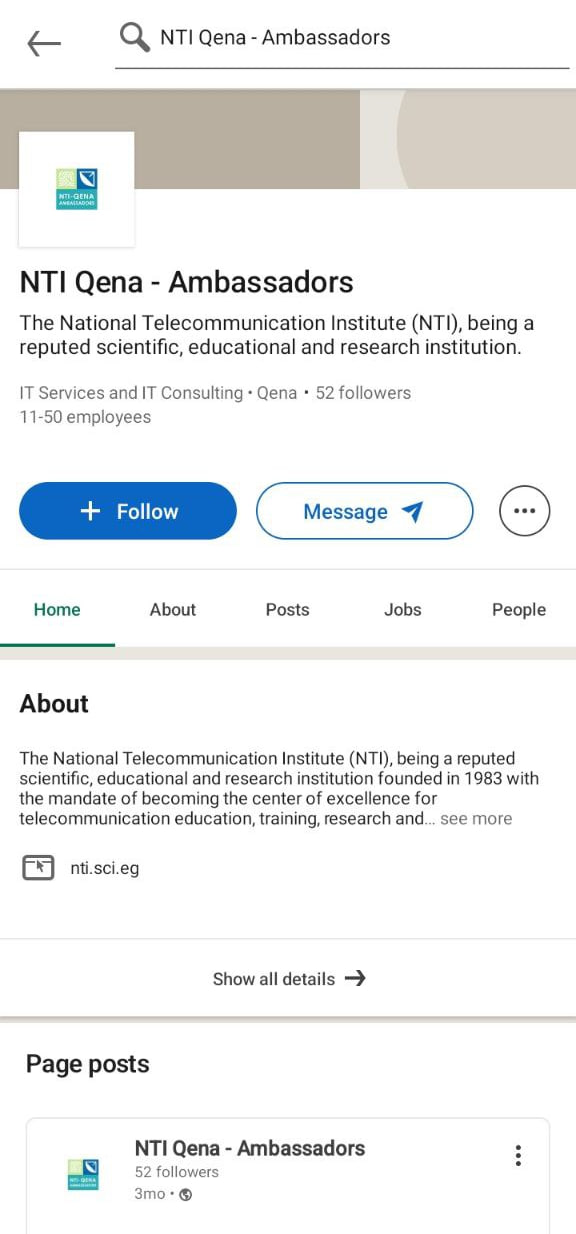 NTI Qena - Ambassadors
NTI-QENA
AMBASSADORS
NTI Qena - Ambassadors
The National Telecommunication Institute (NTI), being a
reputed scientific, educational and research institution.
IT Services and IT Consulting • Qena • 52 followers
11-50 employees
+ Follow
Message
Home About Posts Jobs People
About
The National Telecommunication Institute (NTI), being a reputed
scientific, educational and research institution founded in 1983 with
the mandate of becoming the center of excellence for
telecommunication education, training, research and... see more
nti.sci.eg
Show all details →
Page posts
NTI Qena - Ambassadors
NTI-QENA
AMBASSADORS
52 followers
3mo •